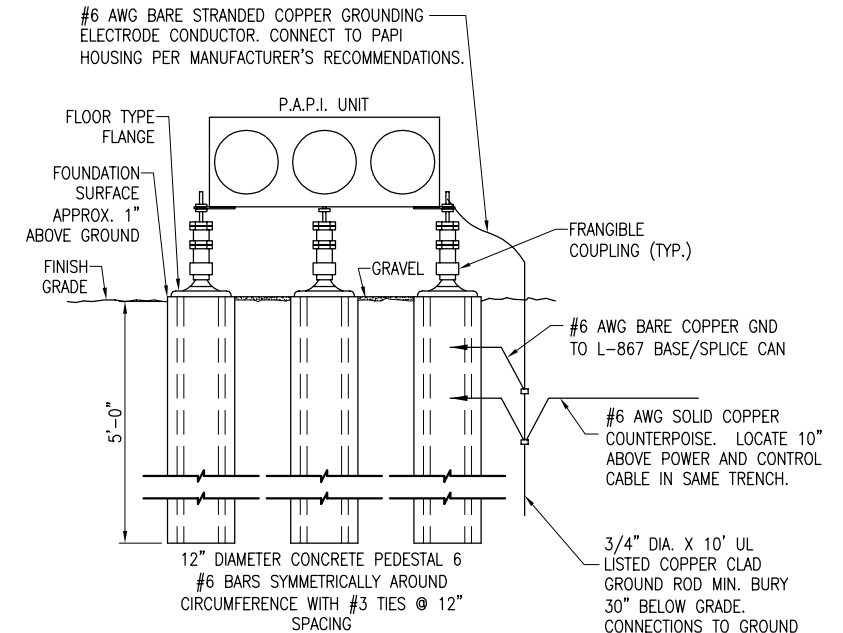 #6 AWG BARE STRANDED COPPER GROUNDING
ELECTRODE CONDUCTOR. CONNECT TO PAPI
HOUSING PER MANUFACTURER'S RECOMMENDATIONS.
P.A.P.I. UNIT
FLOOR TYPE
FLANGE
FOUNDATION
SURFACE
APPROX. 1"
ABOVE GROUND
FINISH
GRADE
GRAVEL
FRANGIBLE
COUPLING (TYP.)
#6 AWG BARE COPPER GND
TO L-867 BASE/SPLICE CAN
#6 AWG SOLID COPPER
COUNTERPOISE. LOCATE 10"
ABOVE POWER AND CONTROL
CABLE IN SAME TRENCH.
5'-0"
12" DIAMETER CONCRETE PEDESTAL 6
#6 BARS SYMMETRICALLY AROUND
CIRCUMFERENCE WITH #3 TIES @ 12"
SPACING
3/4" DIA. X 10' UL
LISTED COPPER CLAD
GROUND ROD MIN. BURY
30" BELOW GRADE.
CONNECTIONS TO GROUND